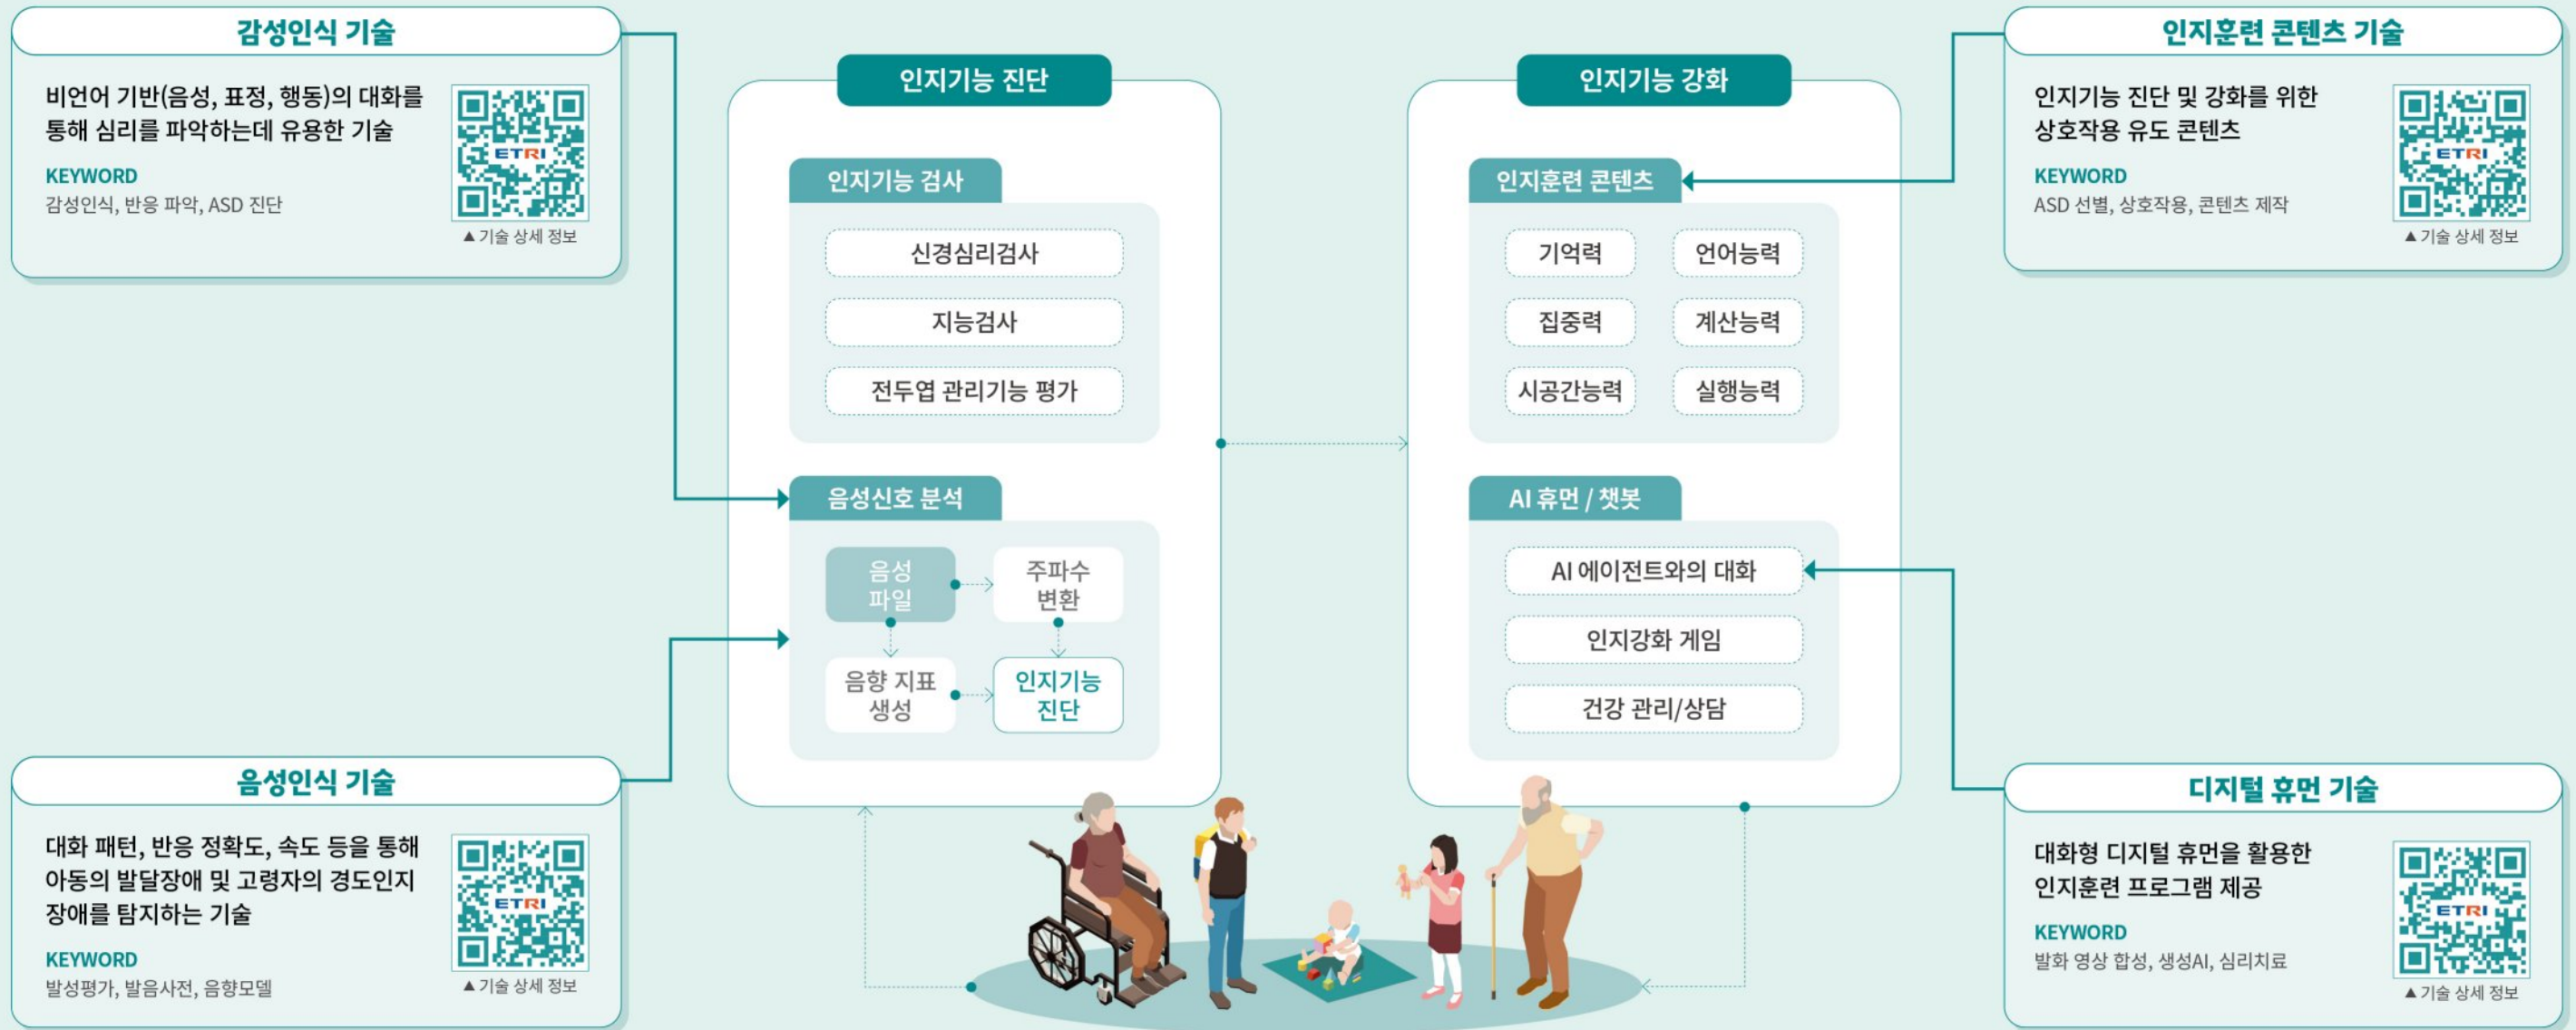 감성인식 기술
비언어 기반(음성, 표정, 행동)의 대화를
통해 심리를 파악하는데 유용한 기술
KEYWORD
감성인식, 반응 파악, ASD 진단
ETRI
▲기술 상세 정보
음성인식 기술
대화 패턴, 반응 정확도, 속도 등을 통해
아동의 발달장애 및 고령자의 경도인지
장애를 탐지하는 기술
KEYWORD
발성평가, 발음사전, 음향모델
ETRI
▲기술 상세 정보
인지기능 진단
인지기능 검사
신경심리검사
지능검사
전두엽 관리기능 평가
음성신호 분석
음성
파일
주파수
변환
음향 지표
생성
인지기능
진단
인지기능 강화
인지훈련 콘텐츠
기억력
언어능력
집중력
계산능력
시공간능력
실행능력
AI 휴먼 / 챗봇
AI 에이전트와의 대화
인지강화 게임
건강 관리/상담
인지훈련 콘텐츠 기술
인지기능 진단 및 강화를 위한
상호작용 유도 콘텐츠
KEYWORD
ASD 선별, 상호작용, 콘텐츠 제작
ETRI
▲기술 상세 정보
디지털 휴먼 기술
대화형 디지털 휴먼을 활용한
인지훈련 프로그램 제공
KEYWORD
발화 영상 합성, 생성AI, 심리치료
ETRI
▲기술 상세 정보